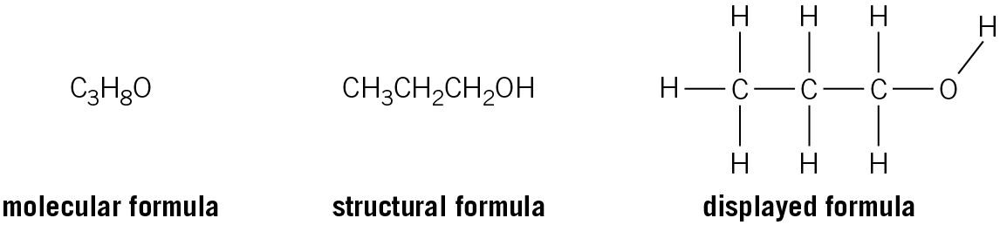 H H H H
C₃H₈O CH₃CH₂CH₂OH H C C C O
H H H
molecular formula structural formula displayed formula